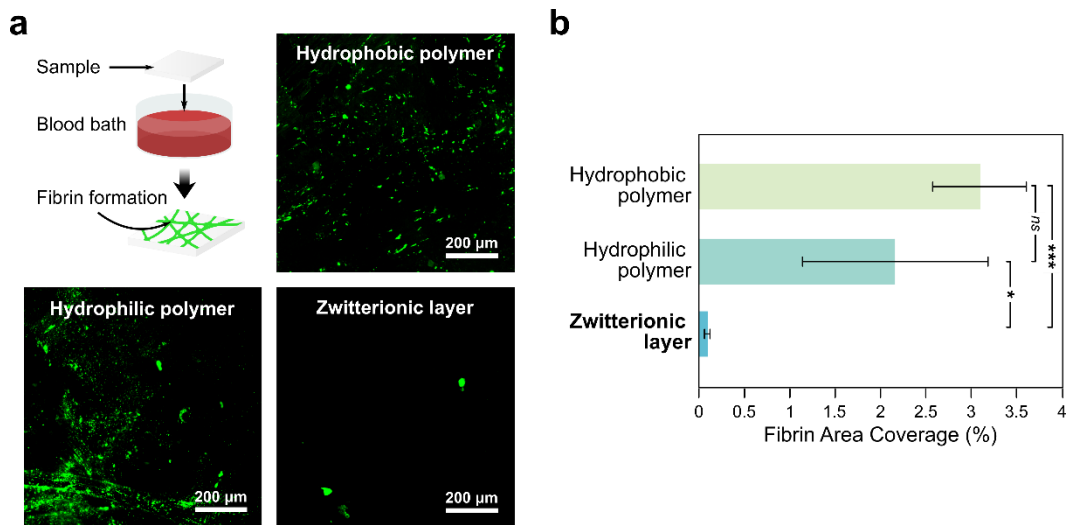 a
Sample
Blood bath
Fibrin formation
Hydrophobic polymer
200 µm
Hydrophilic polymer
200 µm
Zwitterionic layer
200 µm
b
Hydrophobic
polymer
Hydrophilic
polymer
Zwitterionic
layer
ns
*
***
0 0.5 1 1.5 2 2.5 3 3.5 4
Fibrin Area Coverage (%)